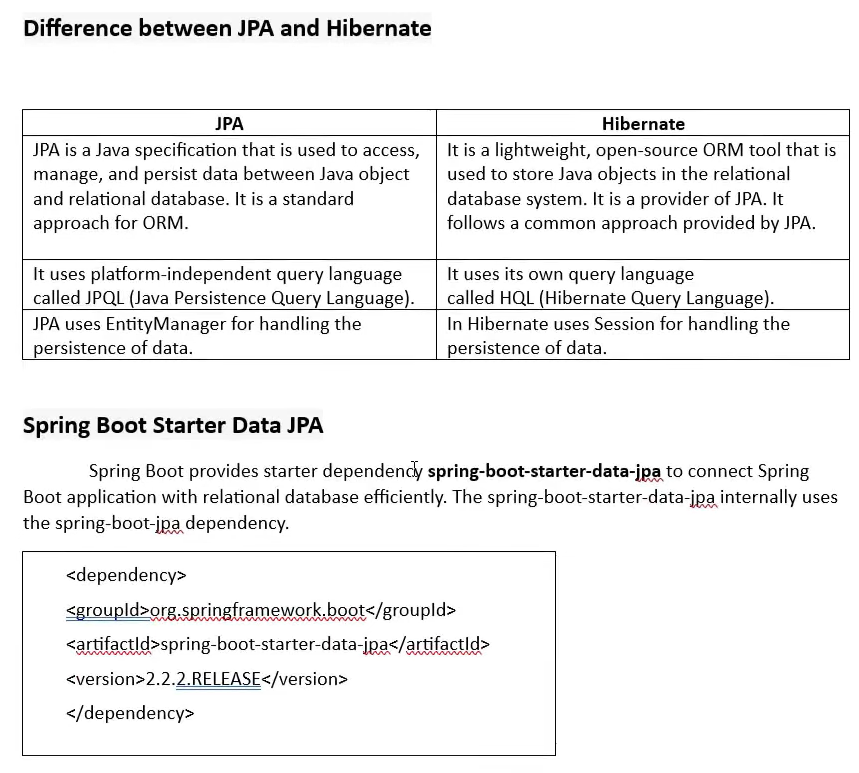 Difference between JPA and Hibernate
JPA
Hibernate
JPA is a Java specification that is used to access,
manage, and persist data between Java object
and relational database. It is a standard
approach for ORM.
It is a lightweight, open-source ORM tool that is
used to store Java objects in the relational
database system. It is a provider of JPA. It
follows a common approach provided by JPA.
It uses platform-independent query language
called JPQL (Java Persistence Query Language).
It uses its own query language
called HQL (Hibernate Query Language).
JPA uses EntityManager for handling the
persistence of data.
In Hibernate uses Session for handling the
persistence of data.
Spring Boot Starter Data JPA
Spring Boot provides starter dependency spring-boot-starter-data-jpa to connect Spring
Boot application with relational database efficiently. The spring-boot-starter-data-jpa internally uses
the spring-boot-jpa dependency.
<dependency>
<groupId>org.springframework.boot</groupId>
<artifactId>spring-boot-starter-data-jpa</artifactId>
<version>2.2.2.RELEASE</version>
</dependency>